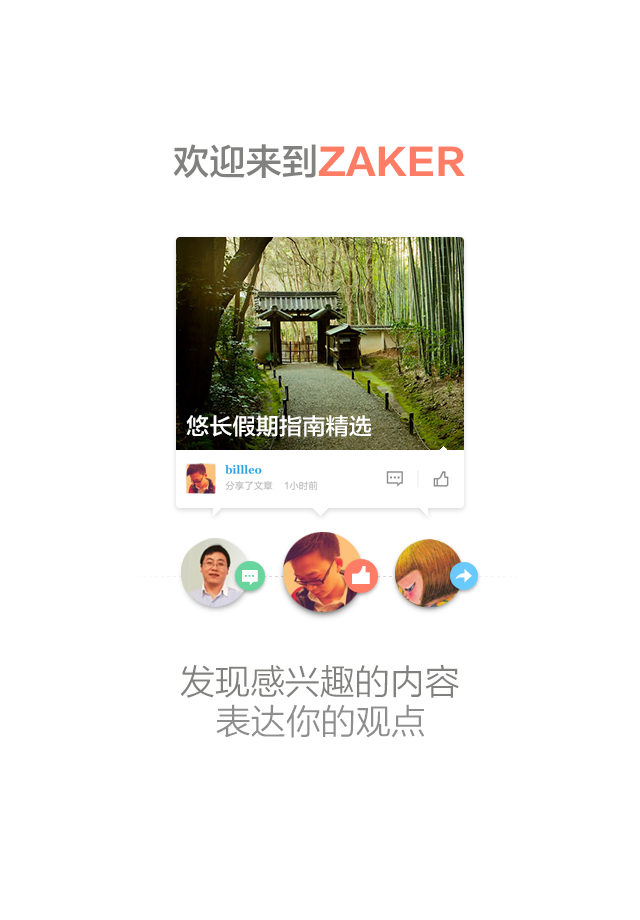 欢迎来到ZAKER
悠长假期指南精选
billleo
分享了文章 1小时前
发现感兴趣的内容
表达你的观点